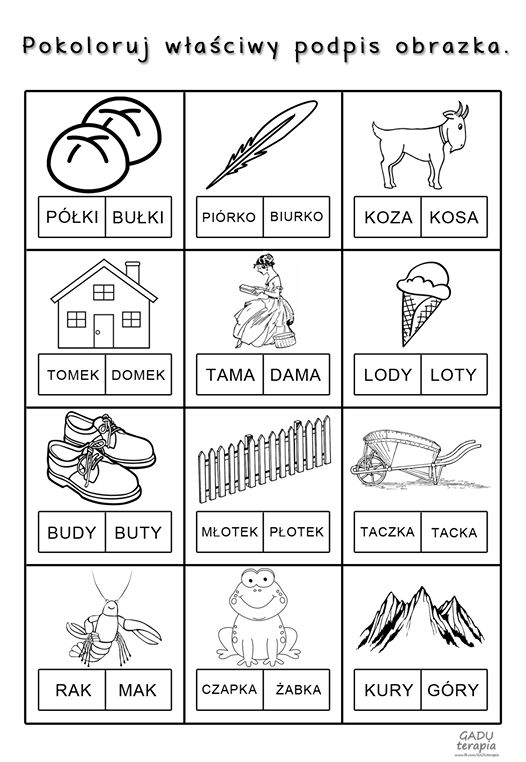 Pokoloruj właściwy podpis obrazka.
PÓŁKI BUŁKI PIÓRKO BIURKO KOZA KOSA
TOMEK DOMEK TAMA DAMA LODY LOTY
BUDY BUTY MŁOTEK PŁOTEK TACZKA TACKA
RAK MAK CZAPKA ŻABKA KURY GÓRY
GADU
terapia